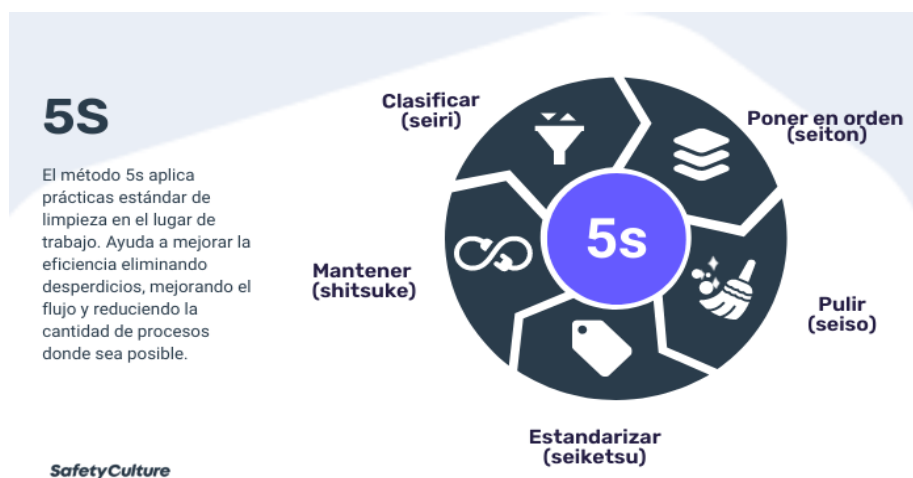 5S
El método 5s aplica
prácticas estándar de
limpieza en el lugar de
trabajo. Ayuda a mejorar la
eficiencia eliminando
desperdicios, mejorando el
flujo y reduciendo la
cantidad de procesos
donde sea posible.
SafetyCulture
Clasificar
(seiri)
Poner en orden
(seiton)
5s
Mantener
(shitsuke)
Pulir
(seiso)
Estandarizar
(seiketsu)